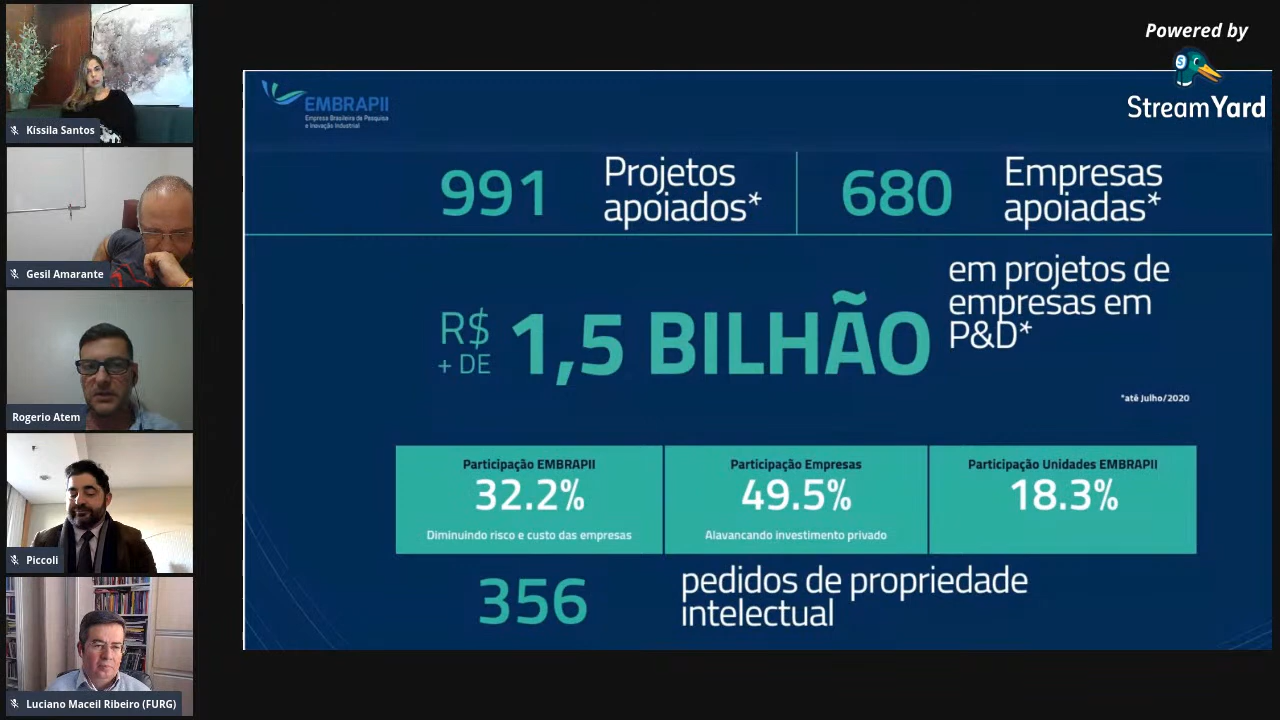 Powered by
StreamYard
Kíssila Santos
Gesil Amarante
Rogerio Atem
Piccoli
Luciano Maceil Ribeiro (FURG)
EMBRAPII
Empresa Brasileira de Pesquisa
e Inovação Industrial
991
Projetos
apoiados*
680
Empresas
apoiadas*
R$
+ DE
1,5 BILHÃO
em projetos de
empresas em
P&D*
*até Julho/2020
Participação EMBRAPII
32.2%
Diminuindo risco e custo das empresas
Participação Empresas
49.5%
Alavancando investimento privado
Participação Unidades EMBRAPII
18.3%
356
pedidos de propriedade
intelectual